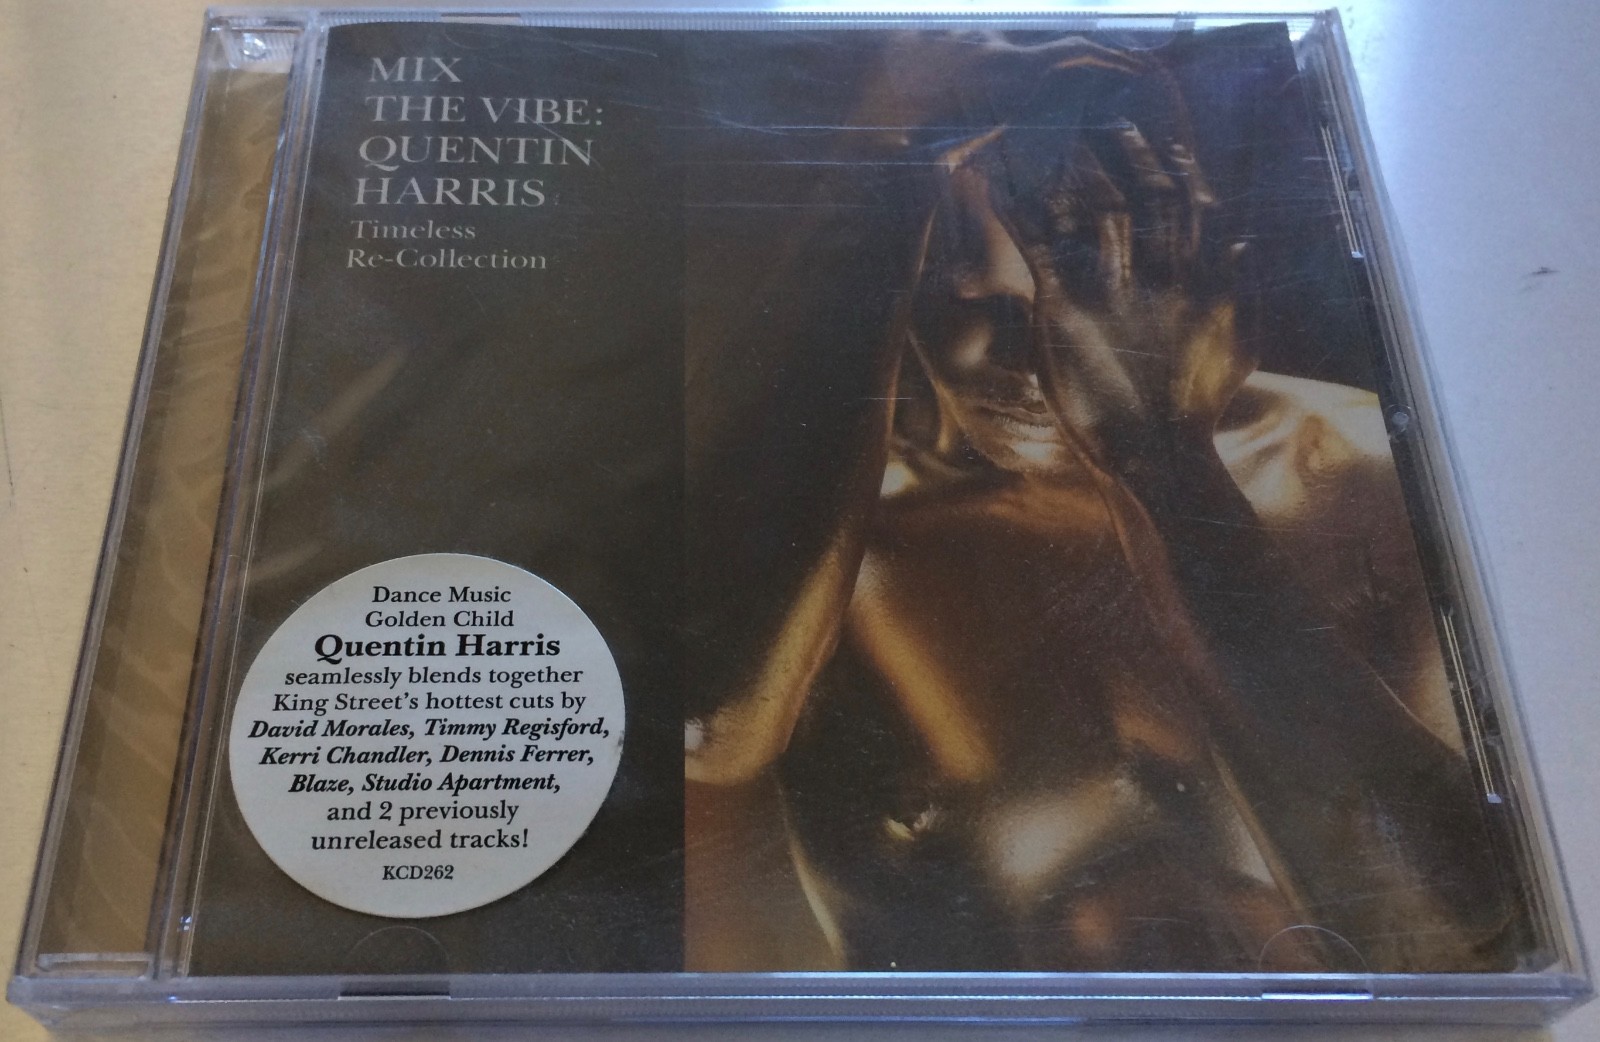 MIX
THE VIBE:
QUENTIN
HARRIS
Timeless
Re-Collection
Dance Music
Golden Child
Quentin Harris
seamlessly blends together
King Street's hottest cuts by
David Morales, Timmy Regisford,
Kerri Chandler, Dennis Ferrer,
Blaze, Studio Apartment,
and 2 previously
unreleased tracks!
KCD262